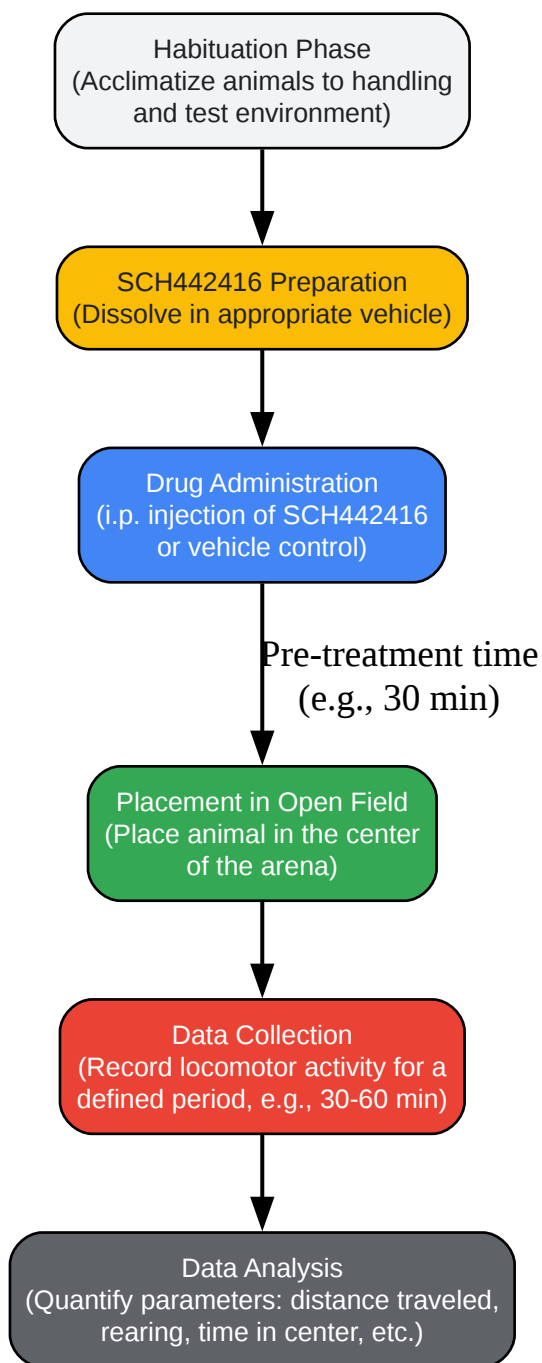 Habituation Phase
(Acclimatize animals to handling
and test environment)
SCH442416 Preparation
(Dissolve in appropriate vehicle)
Drug Administration
(i.p. injection of SCH442416
or vehicle control)
Pre-treatment time
(e.g., 30 min)
Placement in Open Field
(Place animal in the center
of the arena)
Data Collection
(Record locomotor activity for a
defined period, e.g., 30-60 min)
Data Analysis
(Quantify parameters: distance traveled,
rearing, time in center, etc.)